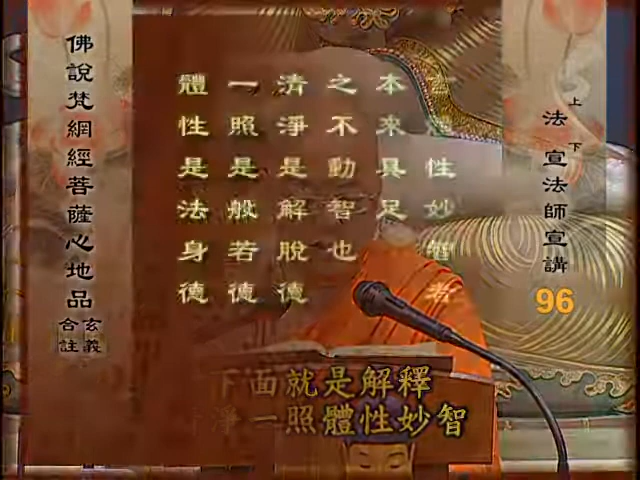 上法下宣法師宣講
96
性妙智者
本來具足
之不動智也
清淨是解脫德
一照是般若德
體性是法身德
佛說梵網經菩薩心地品
玄義
合註
下面就是解釋
淨一照體性妙智